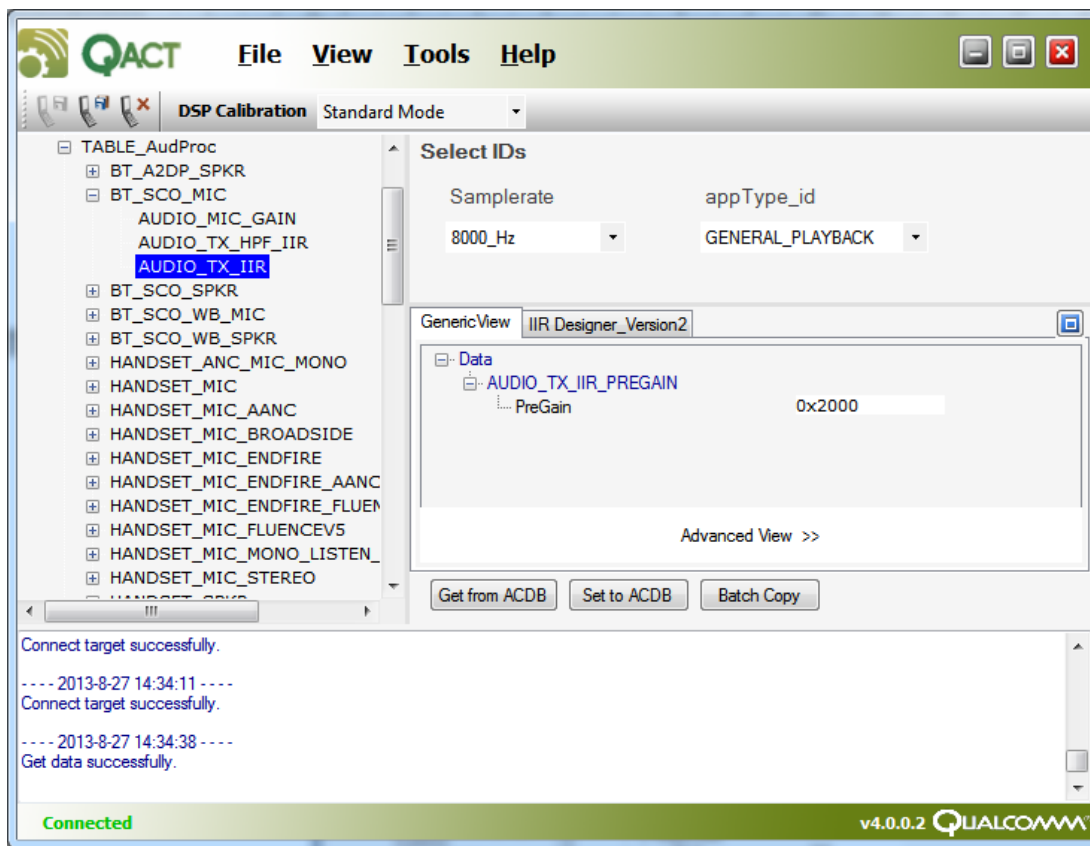 QACT File View Tools Help
DSP Calibration Standard Mode
TABLE_AudProc
BT_A2DP_SPKR
BT_SCO_MIC
AUDIO_MIC_GAIN
AUDIO_TX_HPF_IIR
AUDIO_TX_IIR
BT_SCO_SPKR
BT_SCO_WB_MIC
BT_SCO_WB_SPKR
HANDSET_ANC_MIC_MONO
HANDSET_MIC
HANDSET_MIC_AANC
HANDSET_MIC_BROADSIDE
HANDSET_MIC_ENDFIRE
HANDSET_MIC_ENDFIRE_AANC
HANDSET_MIC_ENDFIRE_FLUEN
HANDSET_MIC_FLUENCEV5
HANDSET_MIC_MONO_LISTEN_
HANDSET_MIC_STEREO
Select IDs
Samplerate appType_id
8000_Hz GENERAL_PLAYBACK
GenericView IIR Designer_Version2
Data
AUDIO_TX_IIR_PREGAIN
PreGain 0x2000
Advanced View >>
Get from ACDB Set to ACDB Batch Copy
Connect target successfully.
- - - - 2013-8-27 14:34:11 - - - -
Connect target successfully.
- - - - 2013-8-27 14:34:38 - - - -
Get data successfully.
Connected v4.0.0.2 QUALCOMM